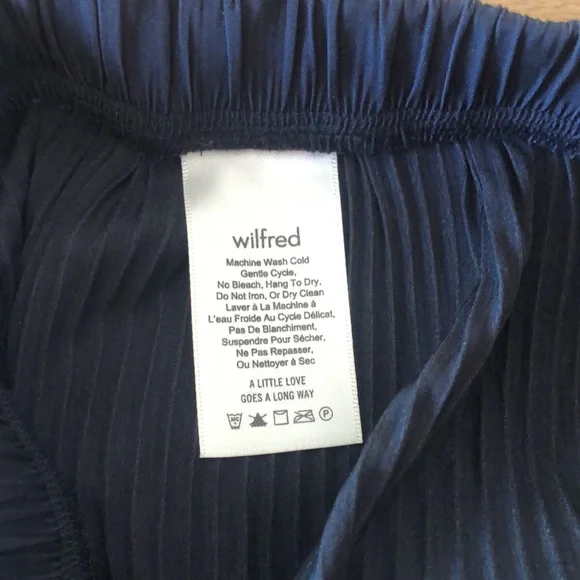 wilfred
Machine Wash Cold
Gentle Cycle,
No Bleach, Hang To Dry,
Do Not Iron, Or Dry Clean
Laver à La Machine à
L'eau Froide Au Cycle Délicat,
Pas De Blanchiment,
Suspendre Pour Sécher,
Ne Pas Repasser,
Ou Nettoyer à Sec
A LITTLE LOVE
GOES A LONG WAY
P